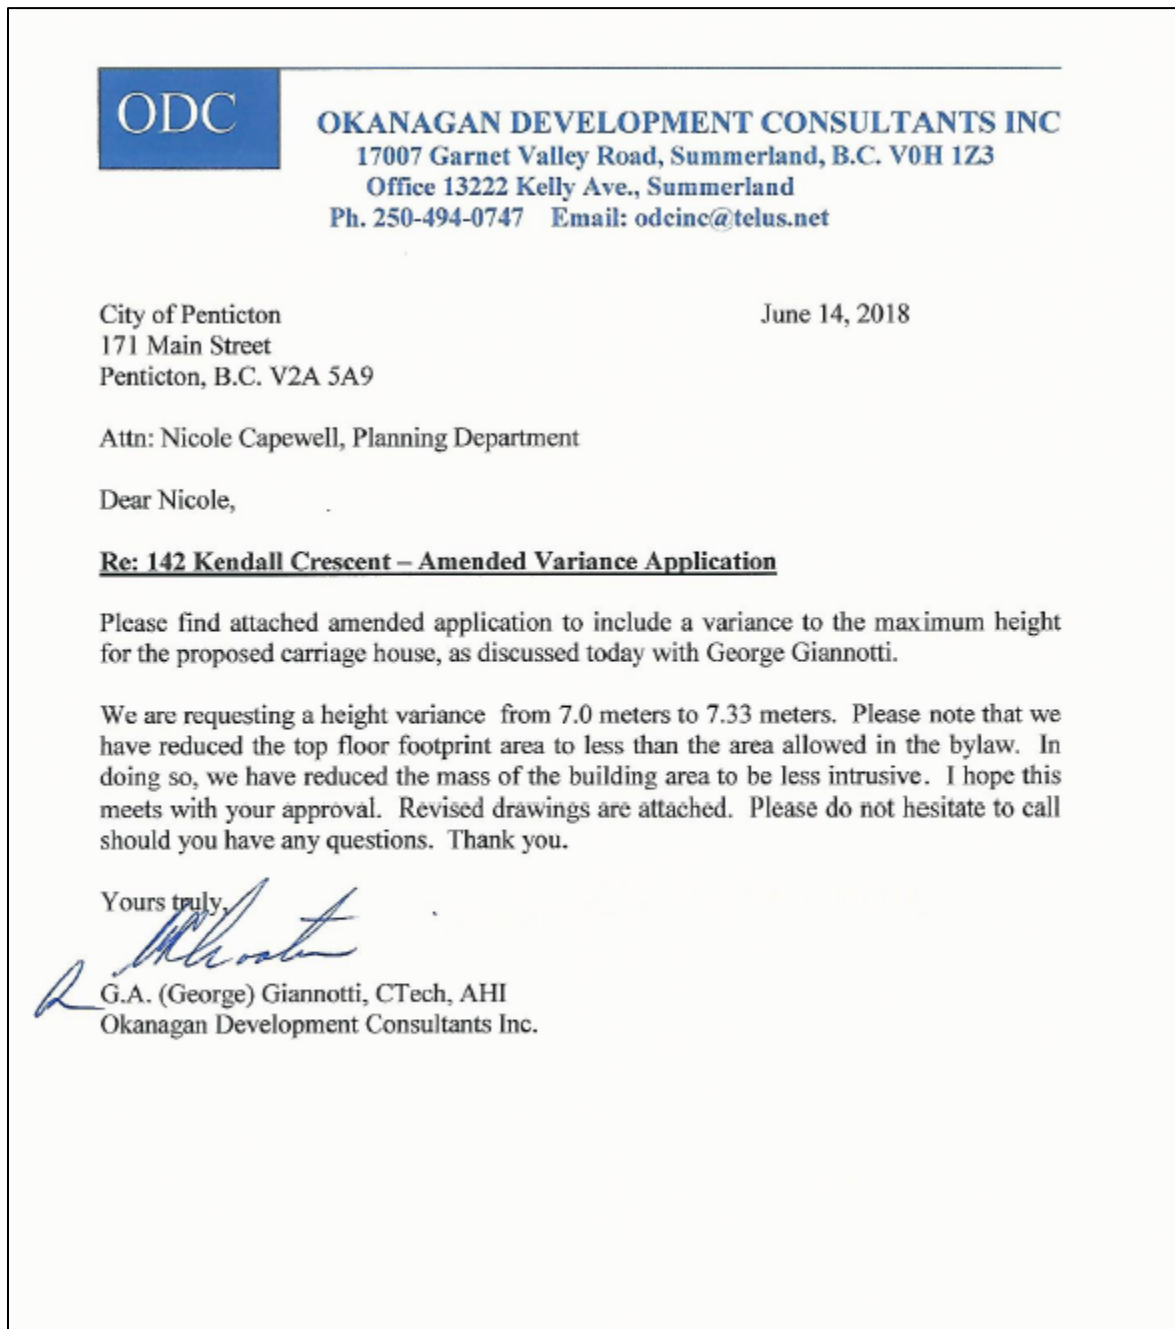 ODC
OKANAGAN DEVELOPMENT CONSULTANTS INC
17007 Garnet Valley Road, Summerland, B.C. V0H 1Z3
Office 13222 Kelly Ave., Summerland
Ph. 250-494-0747 Email: odcinc@telus.net
City of Penticton
June 14, 2018
171 Main Street
Penticton, B.C. V2A 5A9
Attn: Nicole Capewell, Planning Department
Dear Nicole,
Re: 142 Kendall Crescent – Amended Variance Application
Please find attached amended application to include a variance to the maximum height
for the proposed carriage house, as discussed today with George Giannotti.
We are requesting a height variance from 7.0 meters to 7.33 meters. Please note that we
have reduced the top floor footprint area to less than the area allowed in the bylaw. In
doing so, we have reduced the mass of the building area to be less intrusive. I hope this
meets with your approval. Revised drawings are attached. Please do not hesitate to call
should you have any questions. Thank you.
Yours truly,
G.A. (George) Giannotti, CTech, AHI
Okanagan Development Consultants Inc.